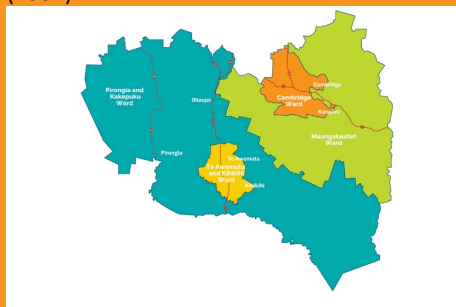 Pirongia and
Kakepuku
Ward
Ohaupo
Pirongia
Te Awamutu
Te Awamutu
and Kihikihi
Ward
Kihikihi
Cambridge
Cambridge
Ward
Karapiro
Maungatautari
Ward